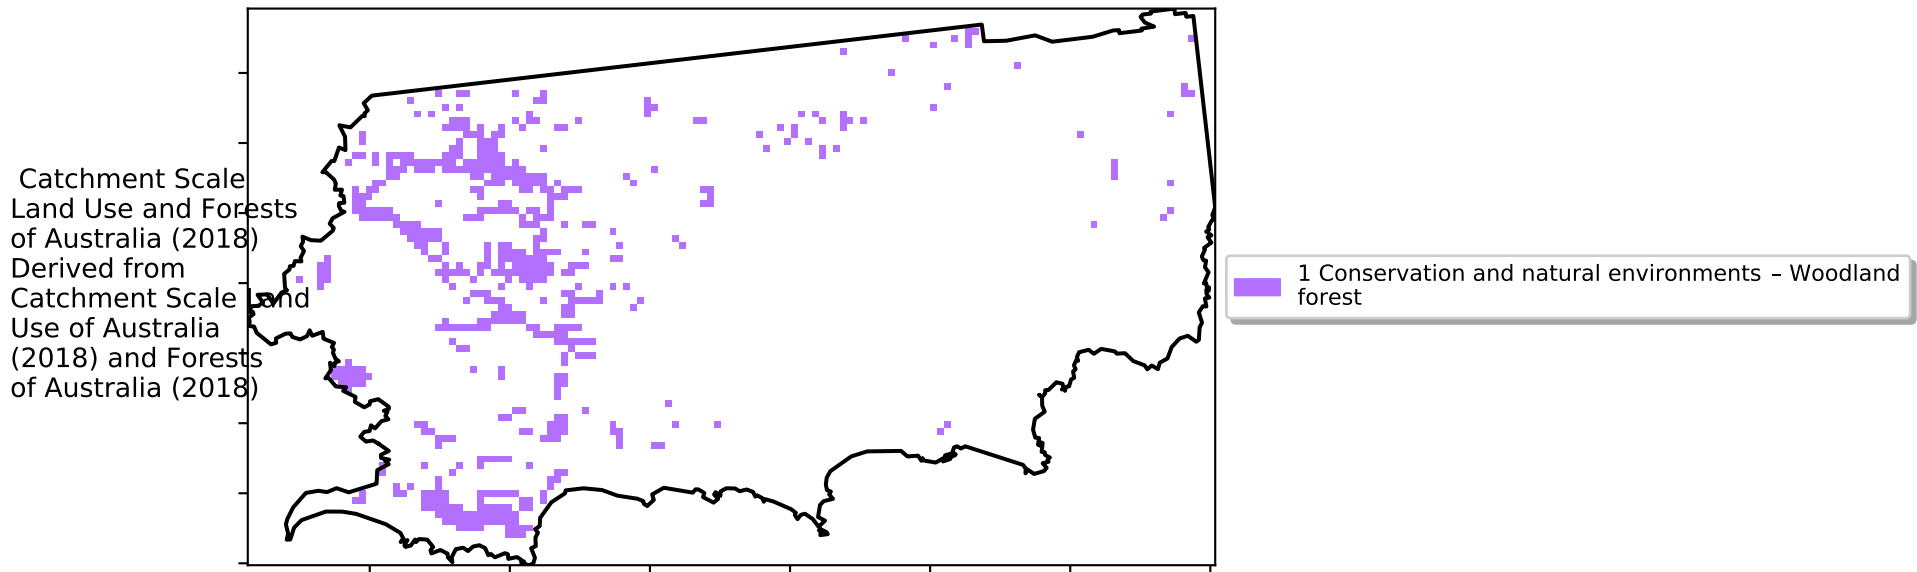 Catchment Scale
Land Use and Forests
of Australia (2018)
Derived from
Catchment Scale Land
Use of Australia
(2018) and Forests
of Australia (2018)
1 Conservation and natural environments – Woodland
forest